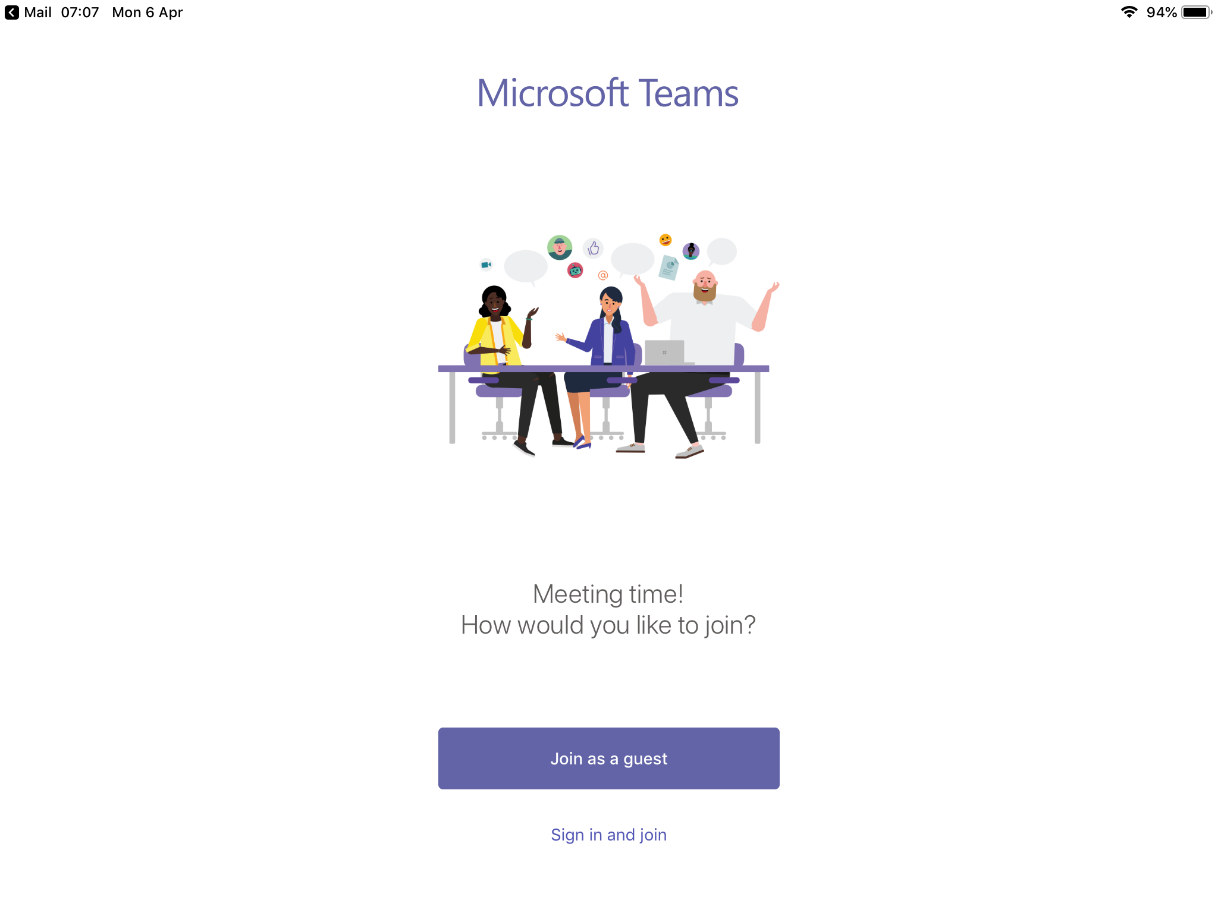 Mail 07:07 Mon 6 Apr 94%
Microsoft Teams
@
Meeting time!
How would you like to join?
Join as a guest
Sign in and join